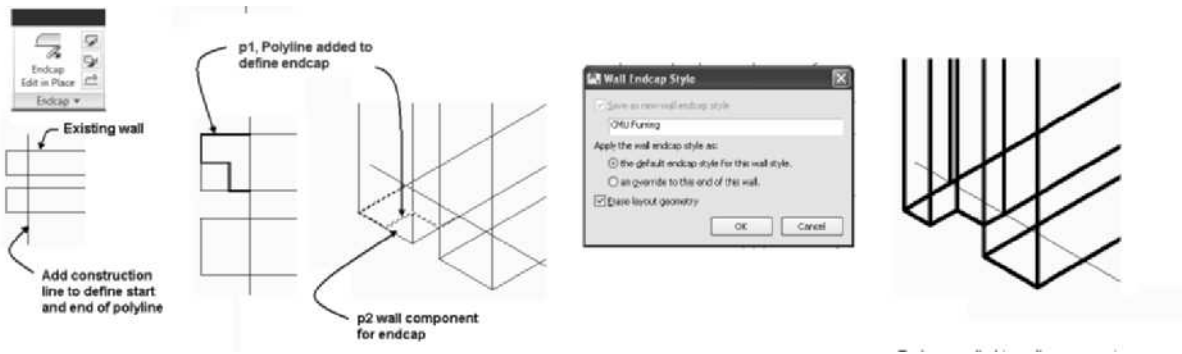 Endcap
Edit in Place
Endcap
Existing wall
Add construction
line to define start
and end of polyline
p1, Polyline added to
define endcap
p2 wall component
for endcap
Wall Endcap Style
Save as new wall endcap style
CMU Furring
Apply the wall endcap style as:
the default endcap style for this wall style.
an override to this end of this wall.
Erase layout geometry
OK
Cancel